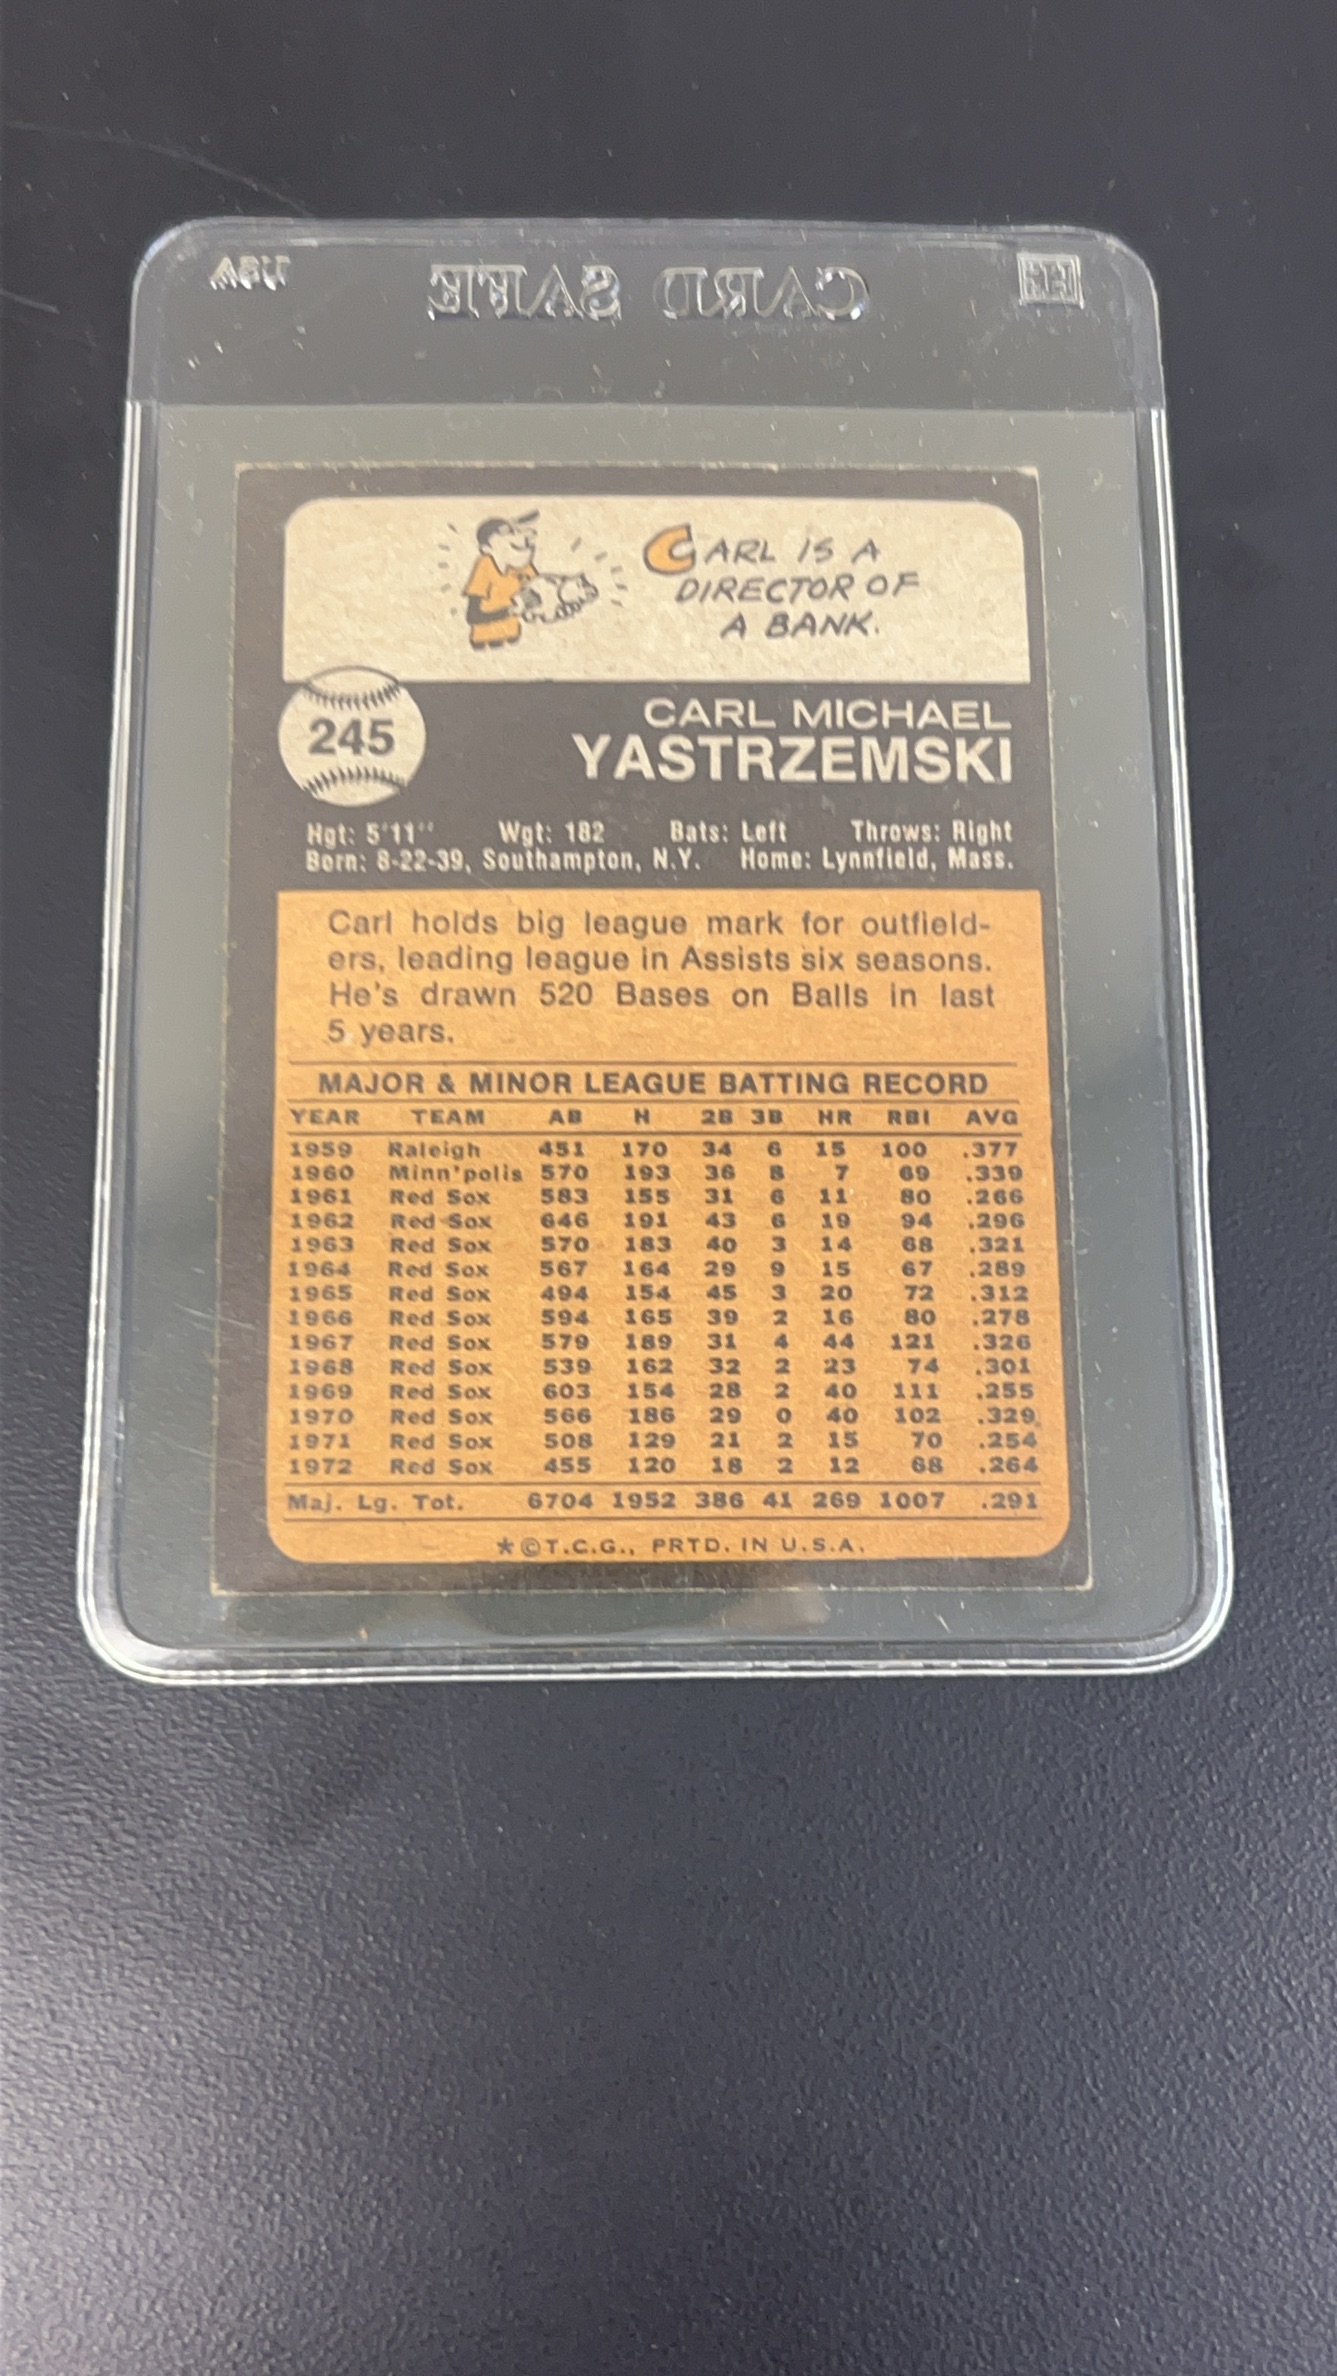 USA CARD SAFE
CARL IS A
DIRECTOR OF
A BANK.
245
CARL MICHAEL
YASTRZEMSKI
Hgt: 5'11" Wgt: 182 Bats: Left Throws: Right
Born: 8-22-39, Southampton, N.Y. Home: Lynnfield, Mass.
Carl holds big league mark for outfield-
ers, leading league in Assists six seasons.
He's drawn 520 Bases on Balls in last
5 years.
MAJOR & MINOR LEAGUE BATTING RECORD
YEAR TEAM AB H 2B 3B HR RBI AVG
1959 Raleigh 451 170 34 6 15 100 .377
1960 Minn'polis 570 193 36 8 7 69 .339
1961 Red Sox 583 155 31 6 11 80 .266
1962 Red Sox 646 191 43 6 19 94 .296
1963 Red Sox 570 183 40 3 14 68 .321
1964 Red Sox 567 164 29 9 15 67 .289
1965 Red Sox 494 154 45 3 20 72 .312
1966 Red Sox 594 165 39 2 16 80 .278
1967 Red Sox 579 189 31 4 44 121 .326
1968 Red Sox 539 162 32 2 23 74 .301
1969 Red Sox 603 154 28 2 40 111 .255
1970 Red Sox 566 186 29 0 40 102 .329
1971 Red Sox 508 129 21 2 15 70 .254
1972 Red Sox 455 120 18 2 12 68 .264
Maj. Lg. Tot. 6704 1952 386 41 269 1007 .291
*©T.C.G., PRTD. IN U.S.A.